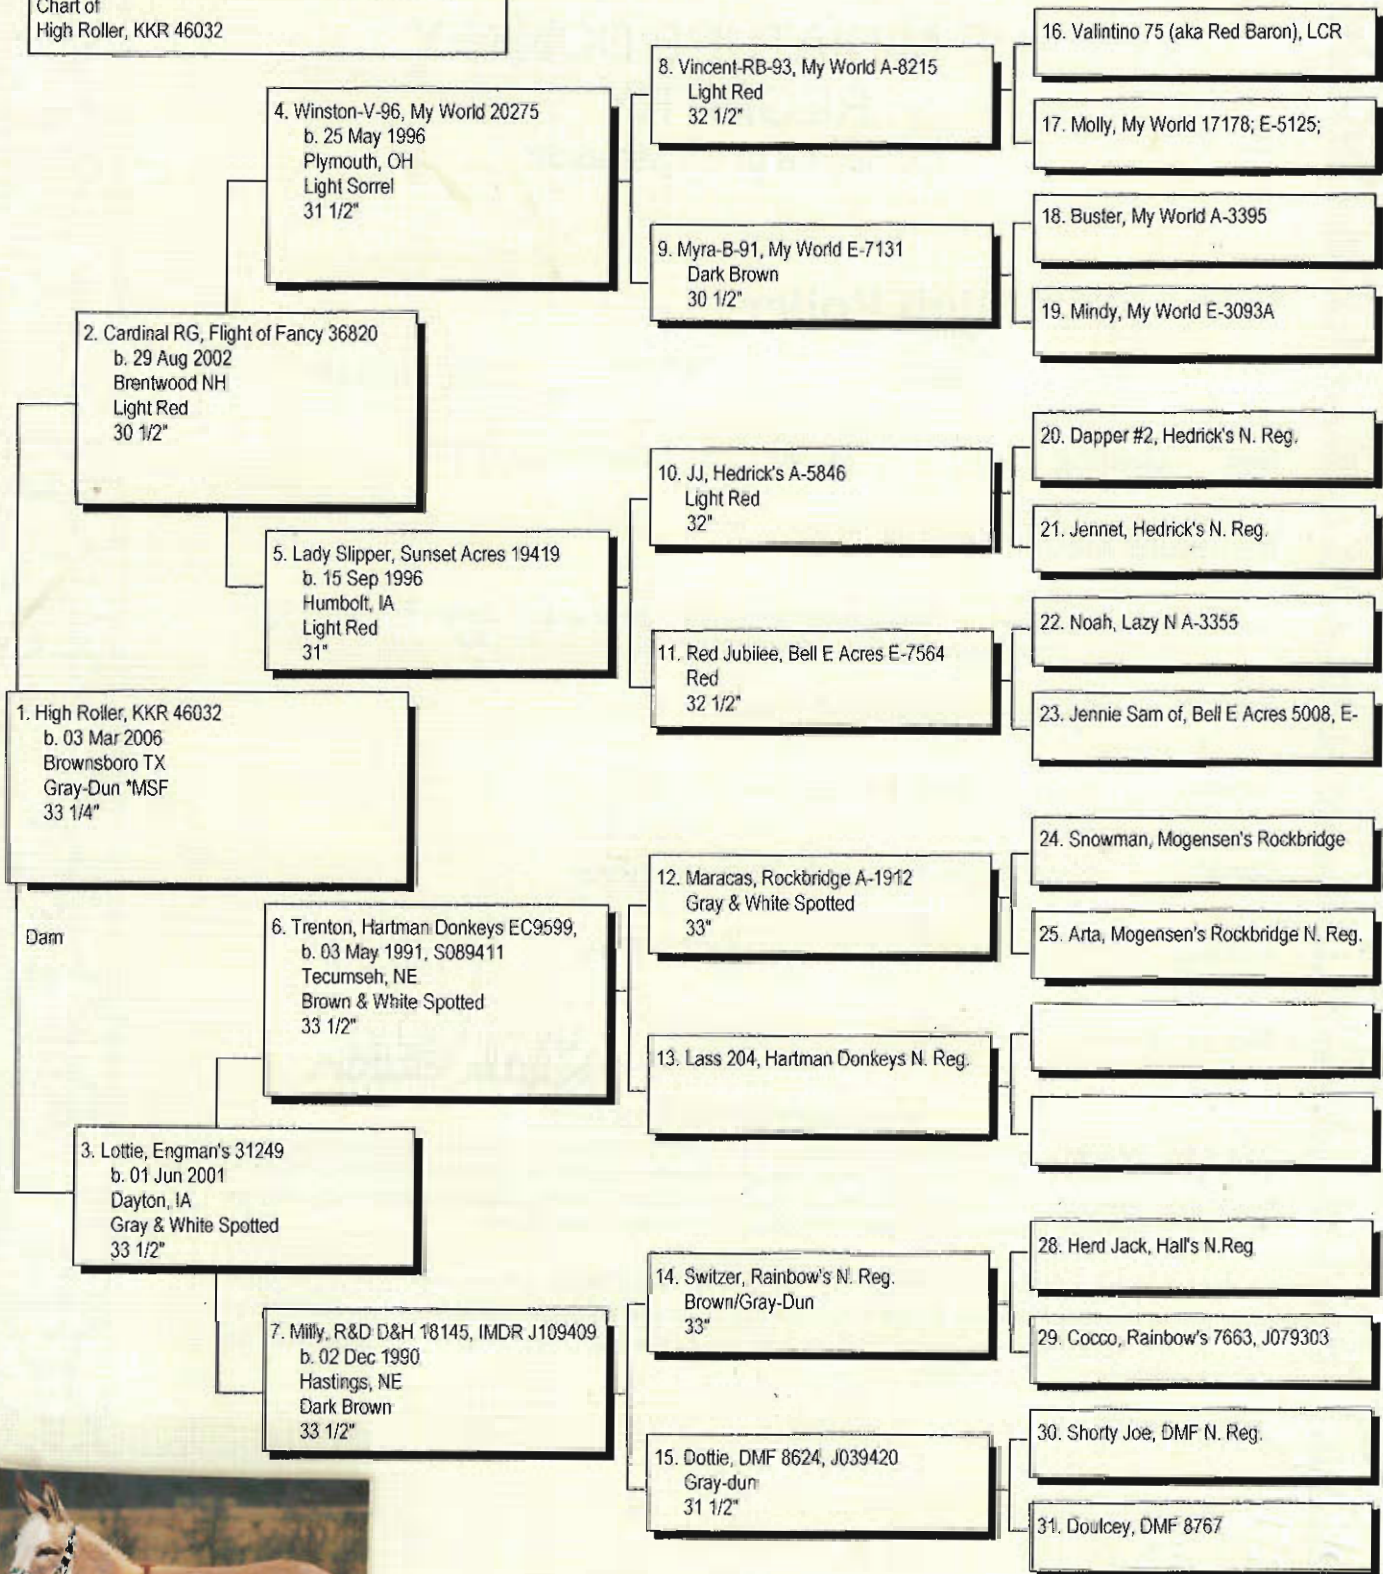 Chart of
High Roller, KKR 46032
1. High Roller, KKR 46032
b. 03 Mar 2006
Brownsboro TX
Gray-Dun *MSF
33 1/4"
2. Cardinal RG, Flight of Fancy 36820
b. 29 Aug 2002
Brentwood NH
Light Red
30 1/2"
Dam
3. Lottie, Engman's 31249
b. 01 Jun 2001
Dayton, IA
Gray & White Spotted
33 1/2"
4. Winston-V-96, My World 20275
b. 25 May 1996
Plymouth, OH
Light Sorrel
31 1/2"
5. Lady Slipper, Sunset Acres 19419
b. 15 Sep 1996
Humbolt, IA
Light Red
31"
6. Trenton, Hartman Donkeys EC9599,
b. 03 May 1991, S089411
Tecumseh, NE
Brown & White Spotted
33 1/2"
7. Milly, R&D D&H 18145, IMDR J109409
b. 02 Dec 1990
Hastings, NE
Dark Brown
33 1/2"
8. Vincent-RB-93, My World A-8215
Light Red
32 1/2"
9. Myra-B-91, My World E-7131
Dark Brown
30 1/2"
10. JJ, Hedrick's A-5846
Light Red
32"
11. Red Jubilee, Bell E Acres E-7564
Red
32 1/2"
12. Maracas, Rockbridge A-1912
Gray & White Spotted
33"
13. Lass 204, Hartman Donkeys N. Reg.
14. Switzer, Rainbow's N. Reg.
Brown/Gray-Dun
33"
15. Dottie, DMF 8624, J039420
Gray-dun
31 1/2"
16. Valintino 75 (aka Red Baron), LCR
17. Molly, My World 17178; E-5125;
18. Buster, My World A-3395
19. Mindy, My World E-3093A
20. Dapper #2, Hedrick's N. Reg.
21. Jennet, Hedrick's N. Reg.
22. Noah, Lazy N A-3355
23. Jennie Sam of, Bell E Acres 5008, E-
24. Snowman, Mogensen's Rockbridge
25. Arta, Mogensen's Rockbridge N. Reg.
28. Herd Jack, Hall's N.Reg
29. Cocco, Rainbow's 7663, J079303
30. Shorty Joe, DMF N. Reg.
31. Doulcey, DMF 8767